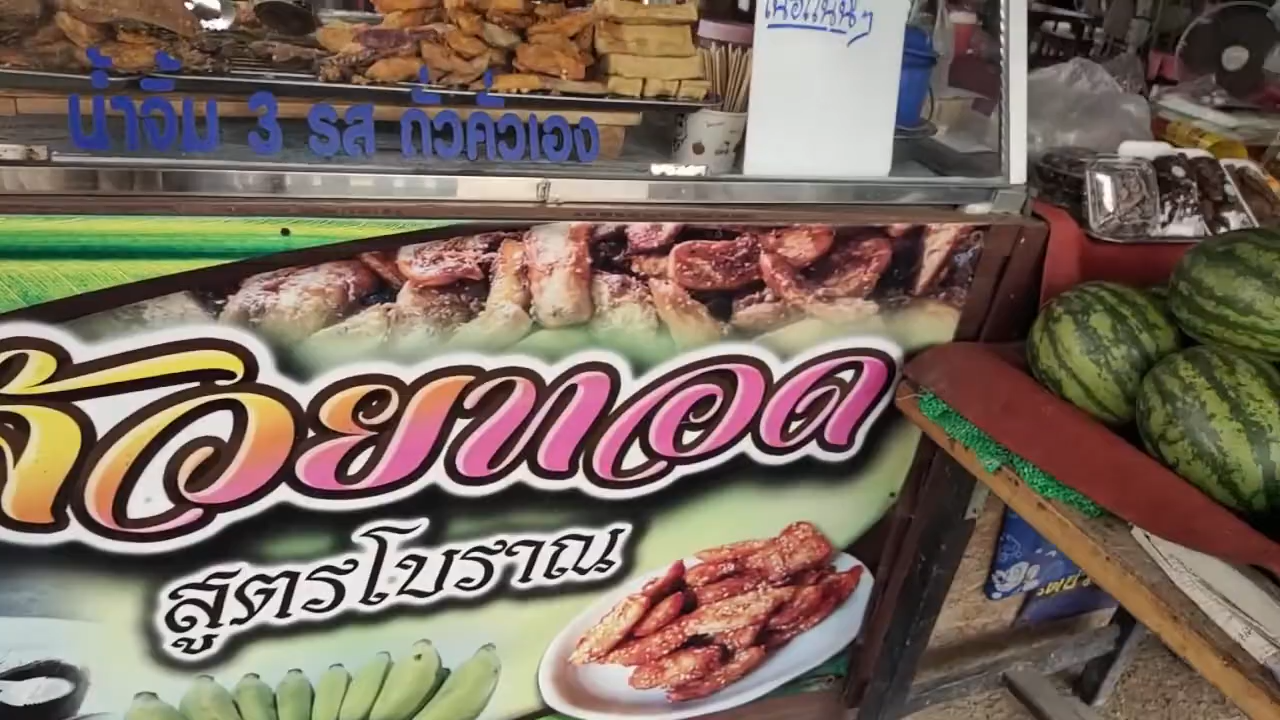 น้ำจิ้ม 3 รส ถั่วคั่วเอง
กล้วยทอด
สูตรโบราณ